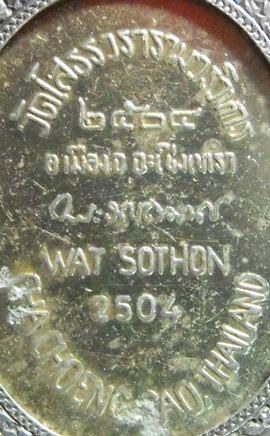 วัดโสธรวรารามวรวิหาร
๒๕๐๔
อ.เมือง จ.ฉะเชิงเทรา
WAT SOTHON
2504
CHACHOENGSAO, THAILAND